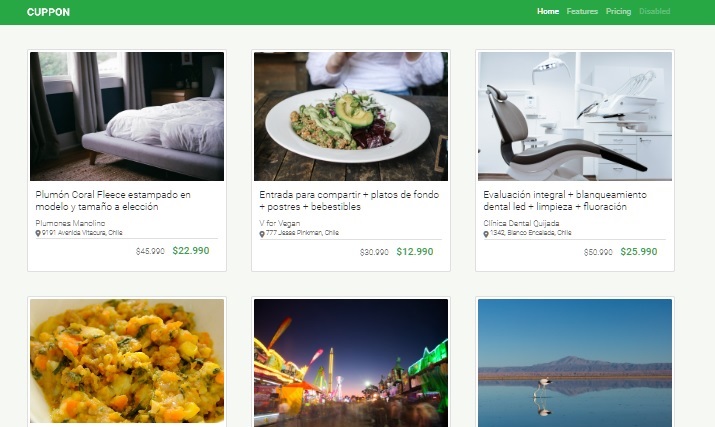 CUPPON
Home Features Pricing Disabled
Plumón Coral Fleece estampado en
modelo y tamaño a elección
Plumones Manolino
9191 Avenida Vitacura, Chile
$45.990 $22.990
Entrada para compartir + platos de fondo
+ postres + bebestibles
V for Vegan
777 Jesse Pinkman, Chile
$30.990 $12.990
Evaluación integral + blanqueamiento
dental led + limpieza + fluoración
Clínica Dental Quijada
1342, Blanco Encalada, Chile
$50.990 $25.990